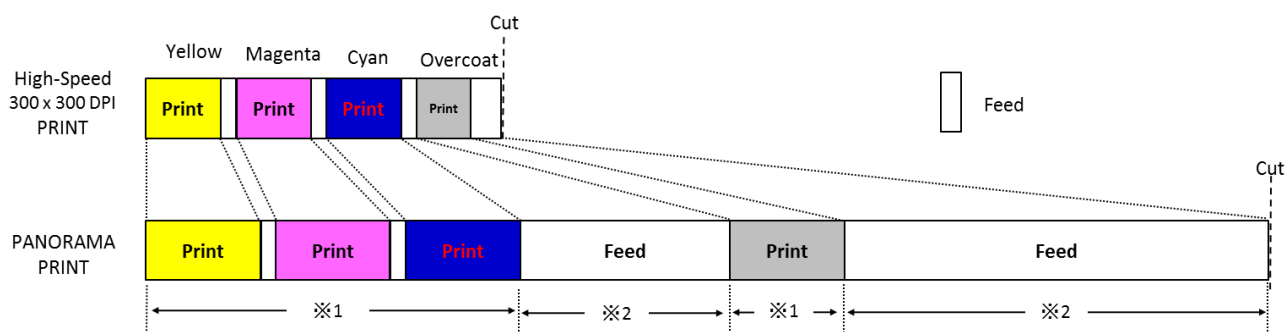 Cut
Yellow Magenta Cyan Overcoat
High-Speed
300 x 300 DPI
PRINT
Print Print Print Print
Feed
Cut
PANORAMA
PRINT
Print Print Print Feed Print Feed
※1 ※2 ※1 ※2